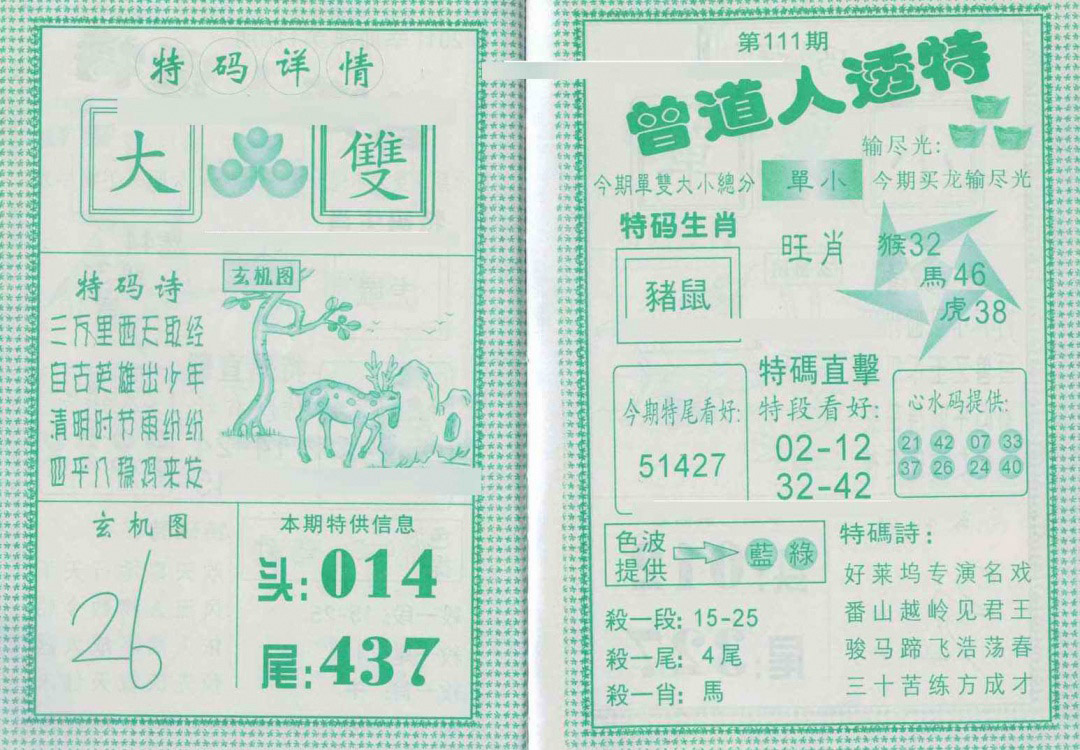 特码详情
大 雙
特码诗
三万里西天取经
自古英雄出少年
清明时节雨纷纷
四平八稳鸡来发
玄机图
玄机图
26
本期特供信息
头:014
尾:437
第111期
曾道人透特
输尽光:
今期單雙大小總分 單小 今期买龙输尽光
特码生肖
豬鼠
旺肖
猴32
馬46
虎38
今期特尾看好:
51427
特碼直擊
特段看好:
02-12
32-42
心水码提供:
21 42 07 33
37 26 24 40
色波
提供
藍 綠
殺一段: 15-25
殺一尾: 4尾
殺一肖: 馬
特碼詩:
好莱坞专演名戏
番山越岭见君王
骏马蹄飞浩荡春
三十苦练方成才